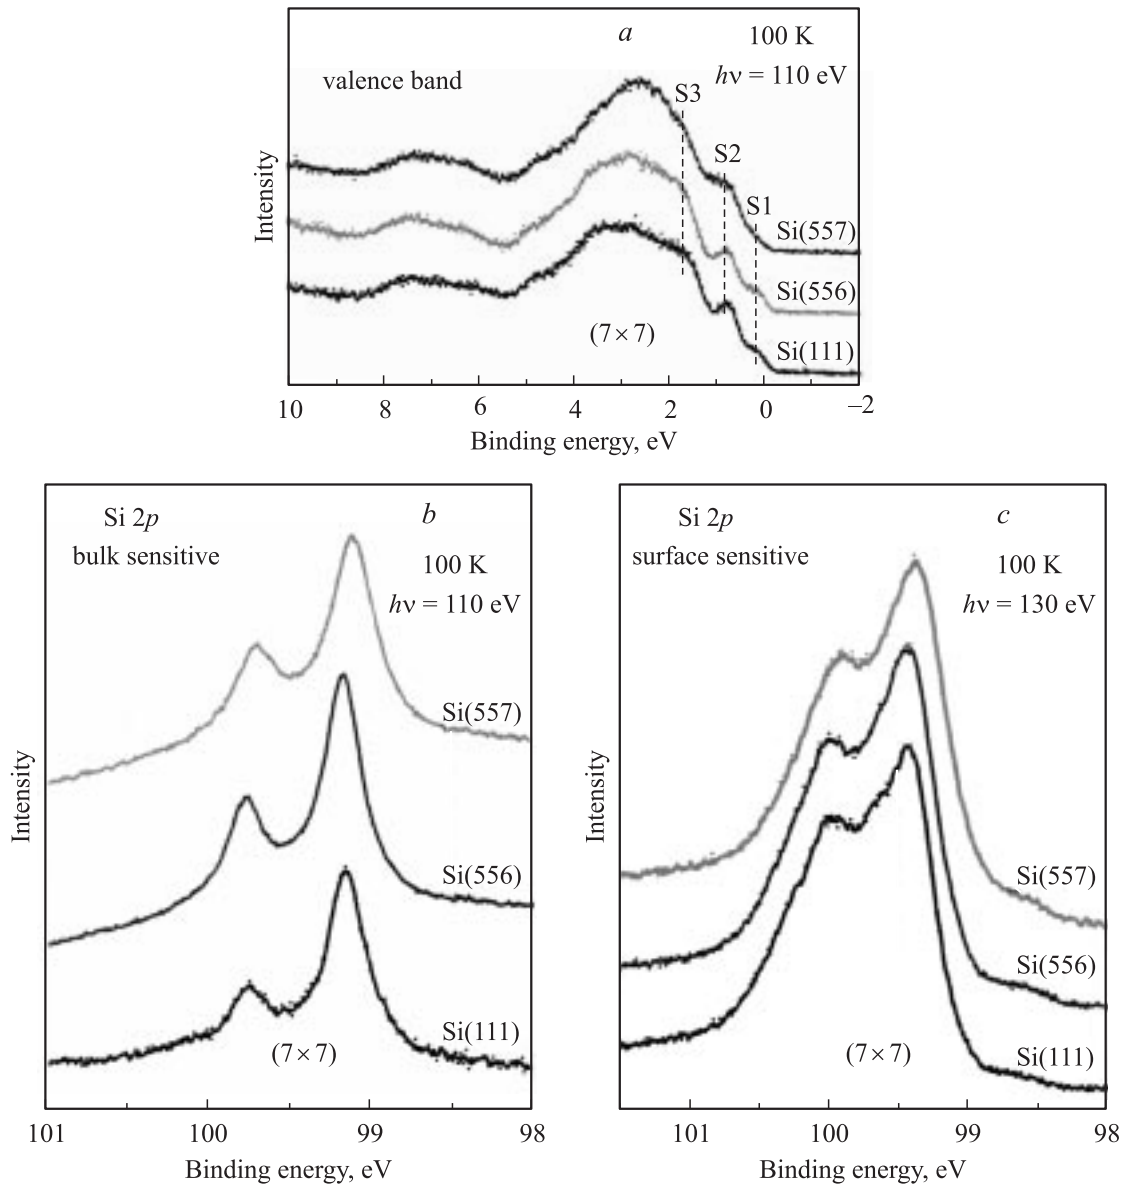 a
100 K
hν = 110 eV
valence band
S3
S2
S1
Si(557)
Si(556)
Si(111)
(7×7)
Intensity
10 8 6 4 2 0 −2
Binding energy, eV
Si 2p
b
bulk sensitive
100 K
hν = 110 eV
Si(557)
Si(556)
Si(111)
(7×7)
Intensity
101 100 99 98
Binding energy, eV
Si 2p
c
surface sensitive
100 K
hν = 130 eV
Si(557)
Si(556)
Si(111)
(7×7)
Intensity
101 100 99 98
Binding energy, eV